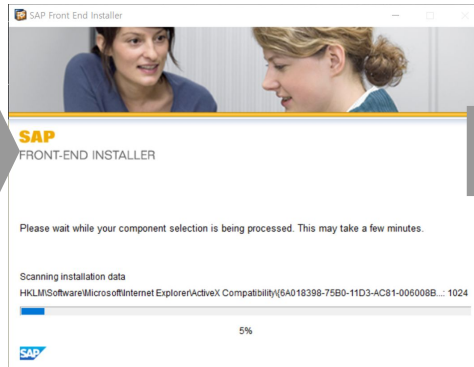 SAP Front End Installer
SAP
FRONT-END INSTALLER
Please wait while your component selection is being processed. This may take a few minutes.
Scanning installation data
HKLM\Software\Microsoft\Internet Explorer\ActiveX Compatibility\{6A018398-75B0-11D3-AC81-006008B...: 1024
5%
SAP